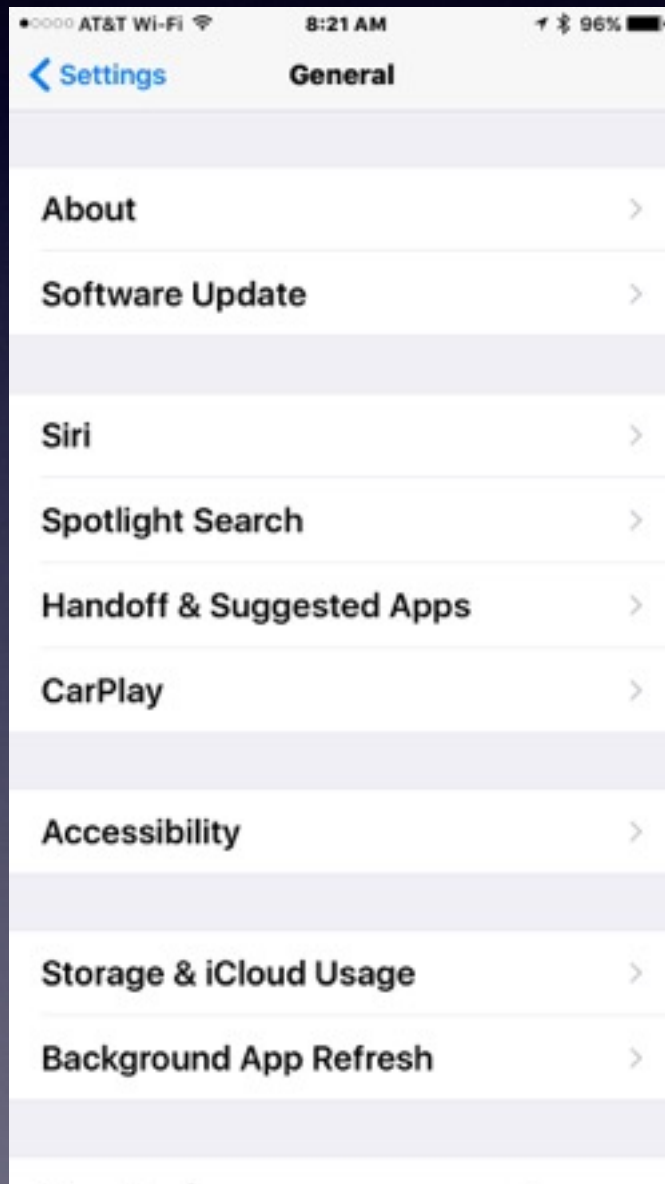 AT&T Wi-Fi 8:21 AM 96%
Settings General
About
Software Update
Siri
Spotlight Search
Handoff & Suggested Apps
CarPlay
Accessibility
Storage & iCloud Usage
Background App Refresh